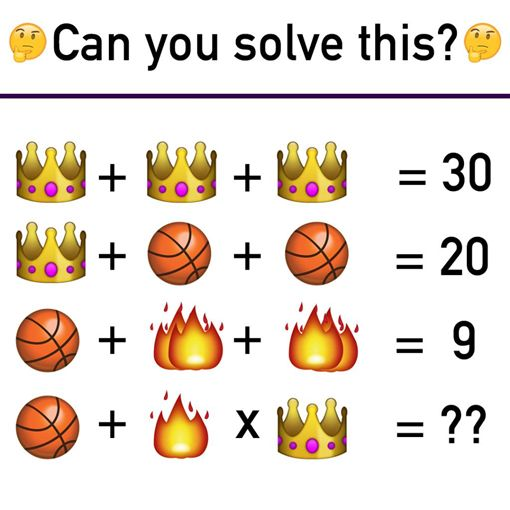 Can you solve this?
+ + = 30
+ + = 20
+ + = 9
+ x = ??